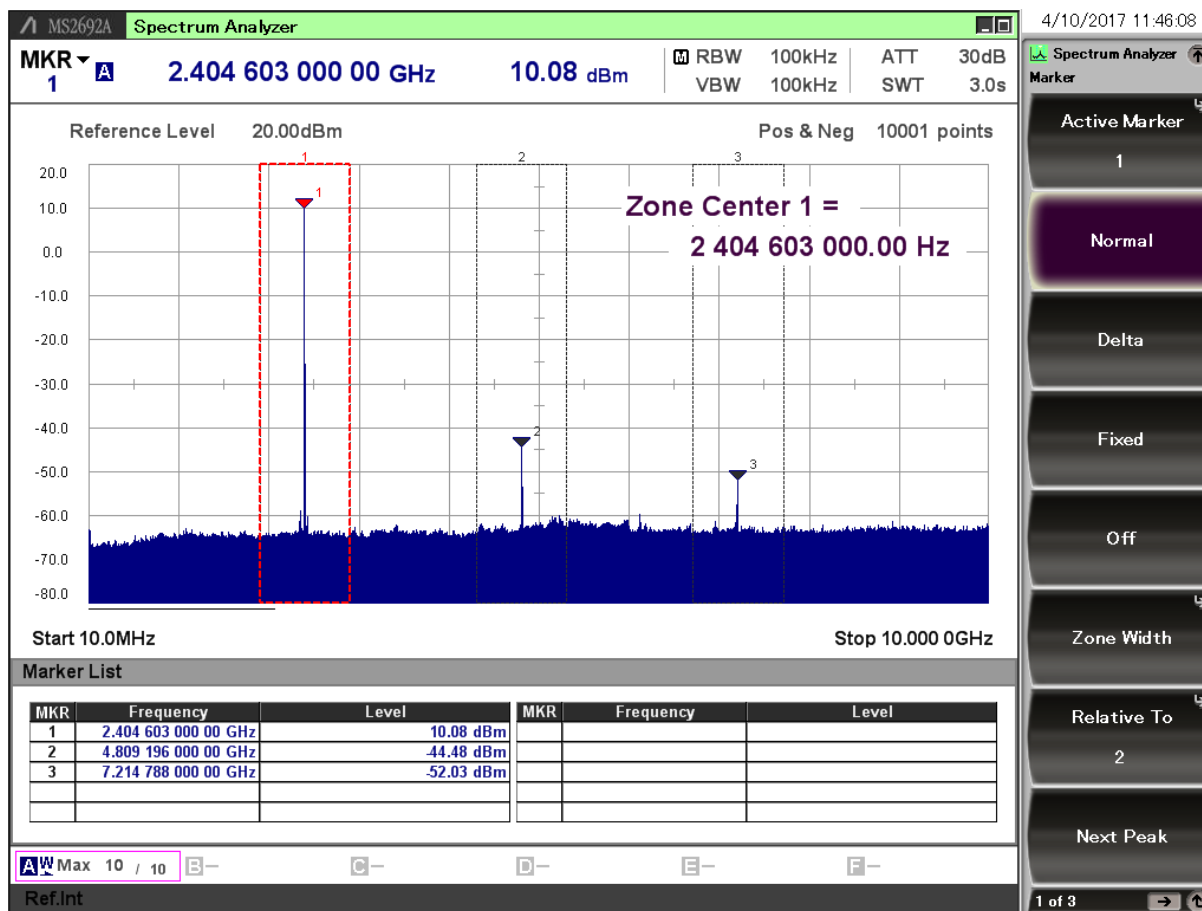 MS2692A Spectrum Analyzer
4/10/2017 11:46:08
MKR A 2.404 603 000 00 GHz 10.08 dBm
1
M RBW 100kHz ATT 30dB
VBW 100kHz SWT 3.0s
Reference Level 20.00dBm
Pos & Neg 10001 points
1 2 3
20.0
10.0
0.0
-10.0
-20.0
-30.0
-40.0
-50.0
-60.0
-70.0
-80.0
1
2
3
Zone Center 1 =
2 404 603 000.00 Hz
Start 10.0MHz
Stop 10.000 0GHz
Marker List
MKR Frequency Level MKR Frequency Level
1 2.404 603 000 00 GHz 10.08 dBm
2 4.809 196 000 00 GHz -44.48 dBm
3 7.214 788 000 00 GHz -52.03 dBm
A W Max 10 / 10 B- C- D- E- F-
Ref.Int
Spectrum Analyzer
Marker
Active Marker
1
Normal
Delta
Fixed
Off
Zone Width
Relative To
2
Next Peak
1 of 3